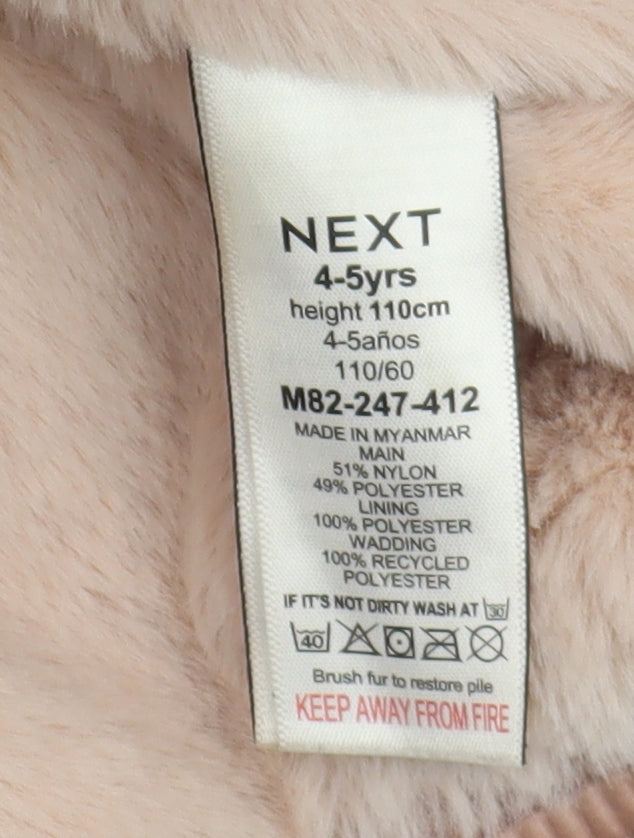 NEXT
4-5yrs
height 110cm
4-5años
110/60
M82-247-412
MADE IN MYANMAR
MAIN
51% NYLON
49% POLYESTER
LINING
100% POLYESTER
WADDING
100% RECYCLED
POLYESTER
IF IT'S NOT DIRTY WASH AT 30
40
Brush fur to restore pile
KEEP AWAY FROM FIRE